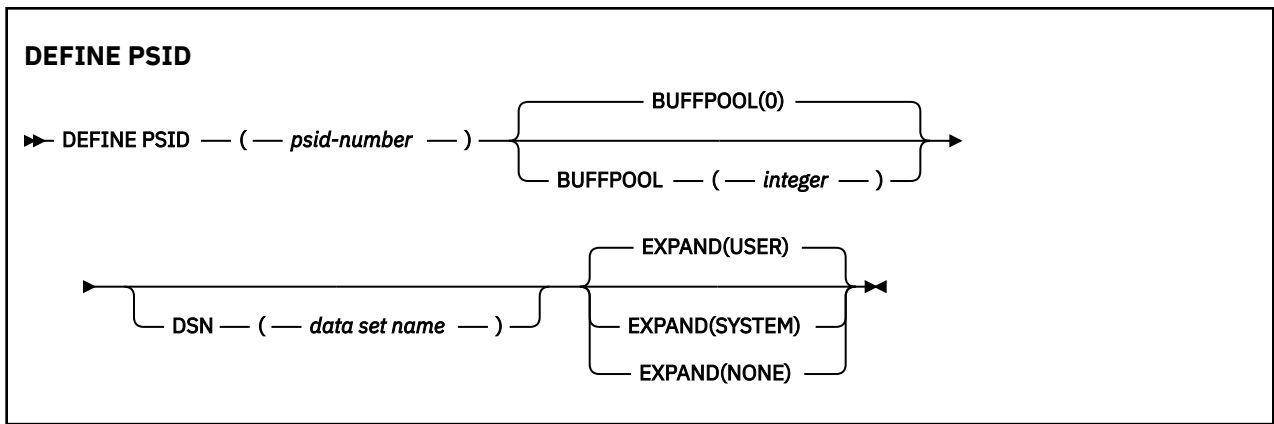 DEFINE PSID
BUFFPOOL(0)
DEFINE PSID ( psid-number )
BUFFPOOL ( integer )
EXPAND(USER)
DSN ( data set name )
EXPAND(SYSTEM)
EXPAND(NONE)